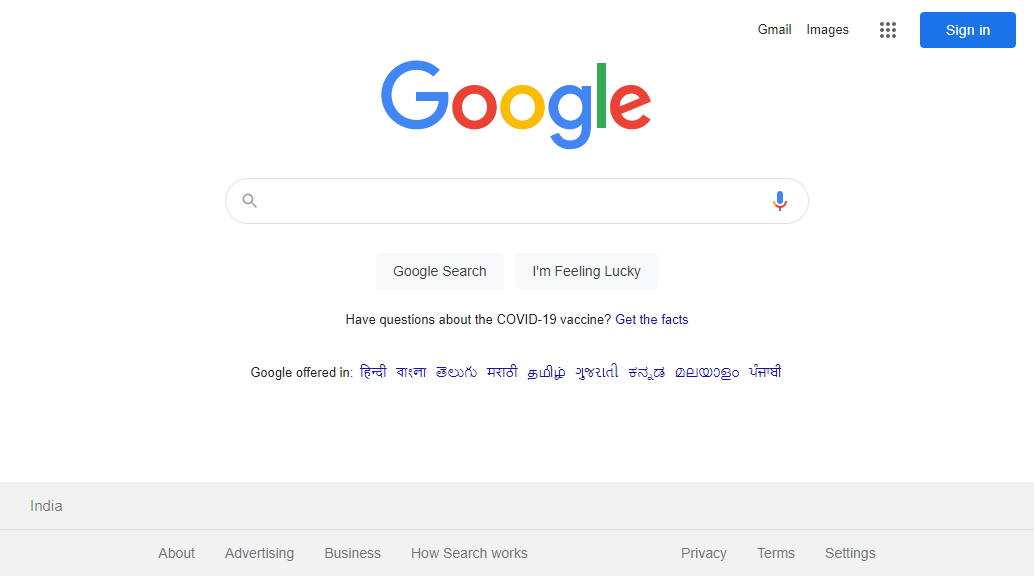 Gmail Images Sign in
Google
Google Search I'm Feeling Lucky
Have questions about the COVID-19 vaccine? Get the facts
Google offered in: हिन्दी বাংলা తెలుగు मराठी தமிழ் ગુજરાતી ಕನ್ನಡ മലയാളം ਪੰਜਾਬੀ
India
About Advertising Business How Search works Privacy Terms Settings